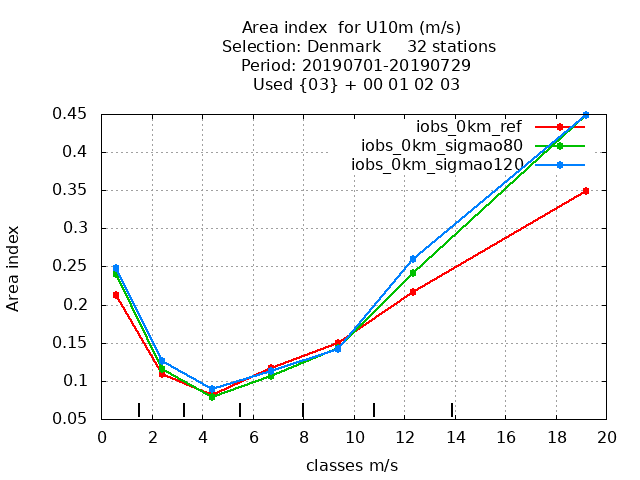 Area index  for U10m (m/s)
Selection: Denmark     32 stations
Period: 20190701-20190729
Used {03} + 00 01 02 03
iobs_0km_ref
iobs_0km_sigmao80
iobs_0km_sigmao120
Area index
0.45
0.4
0.35
0.3
0.25
0.2
0.15
0.1
0.05
0 2 4 6 8 10 12 14 16 18 20
classes m/s